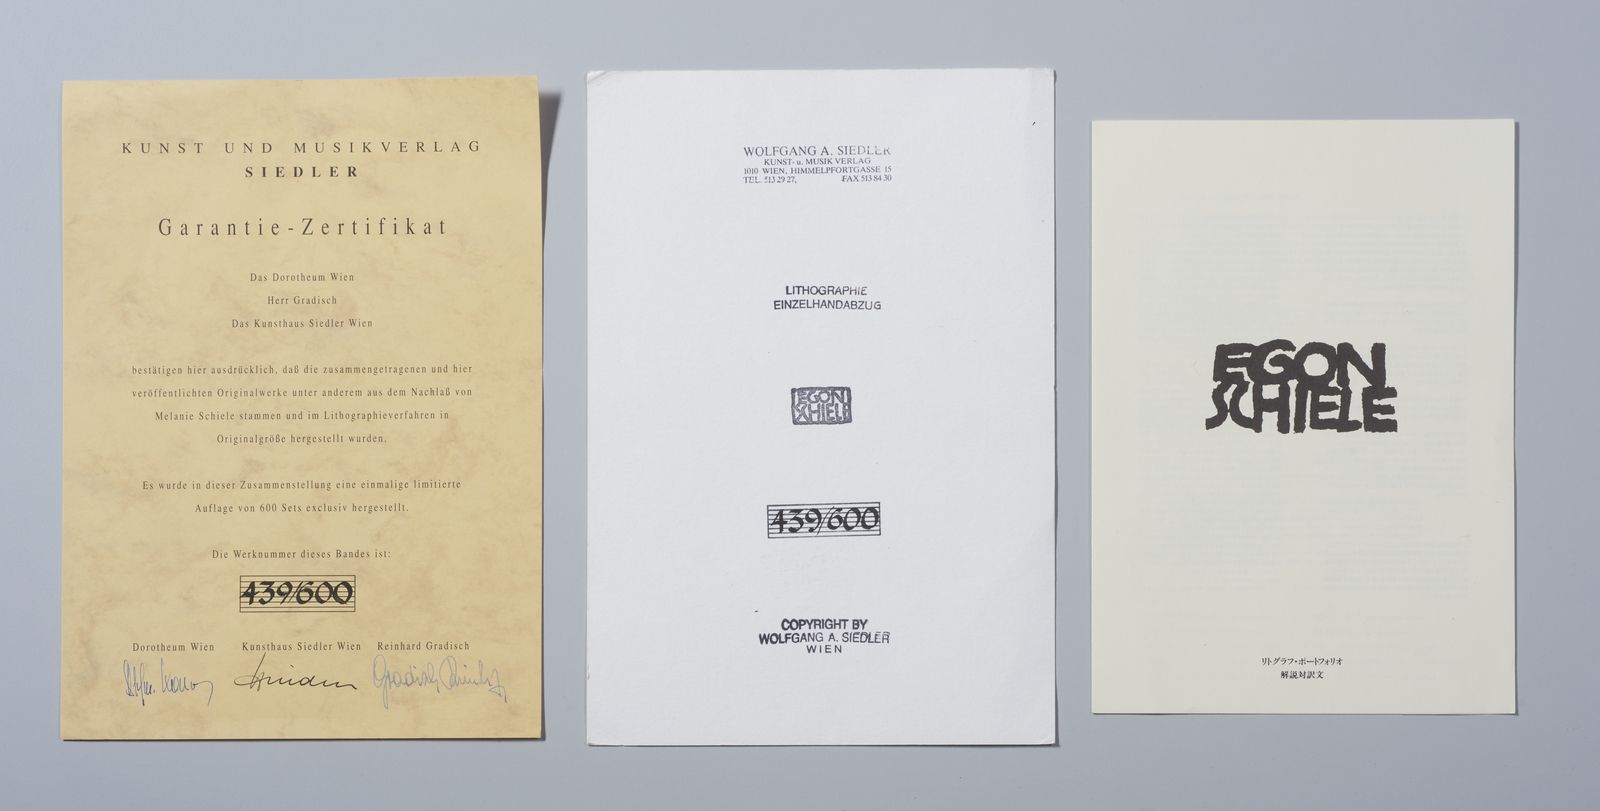 KUNST UND MUSIKVERLAG
SIEDLER
Garantie-Zertifikat
Das Dorotheum Wien
Herr Gradisch
Das Kunsthaus Siedler Wien
bestätigen hier ausdrücklich, daß die zusammengetragenen und hier
veröffentlichten Originalwerke unter anderem aus dem Nachlaß von
Melanie Schiele stammen und im Lithographieverfahren in
Originalgröße hergestellt wurden.
Es wurde in dieser Zusammenstellung eine einmalige limitierte
Auflage von 600 Sets exclusiv hergestellt.
Die Werknummer dieses Bandes ist:
439/600
Dorotheum Wien
Kunsthaus Siedler Wien
Reinhard Gradisch
WOLFGANG A. SIEDLER
KUNST- u. MUSIK VERLAG
1010 WIEN, HIMMELPFORTGASSE 15
TEL. 513 29 27, FAX 513 84 30
LITHOGRAPHIE
EINZELHANDABZUG
EGON
SCHIELE
439/600
COPYRIGHT BY
WOLFGANG A. SIEDLER
WIEN
EGON
SCHIELE
リトグラフ・ポートフォリオ
解説対訳文